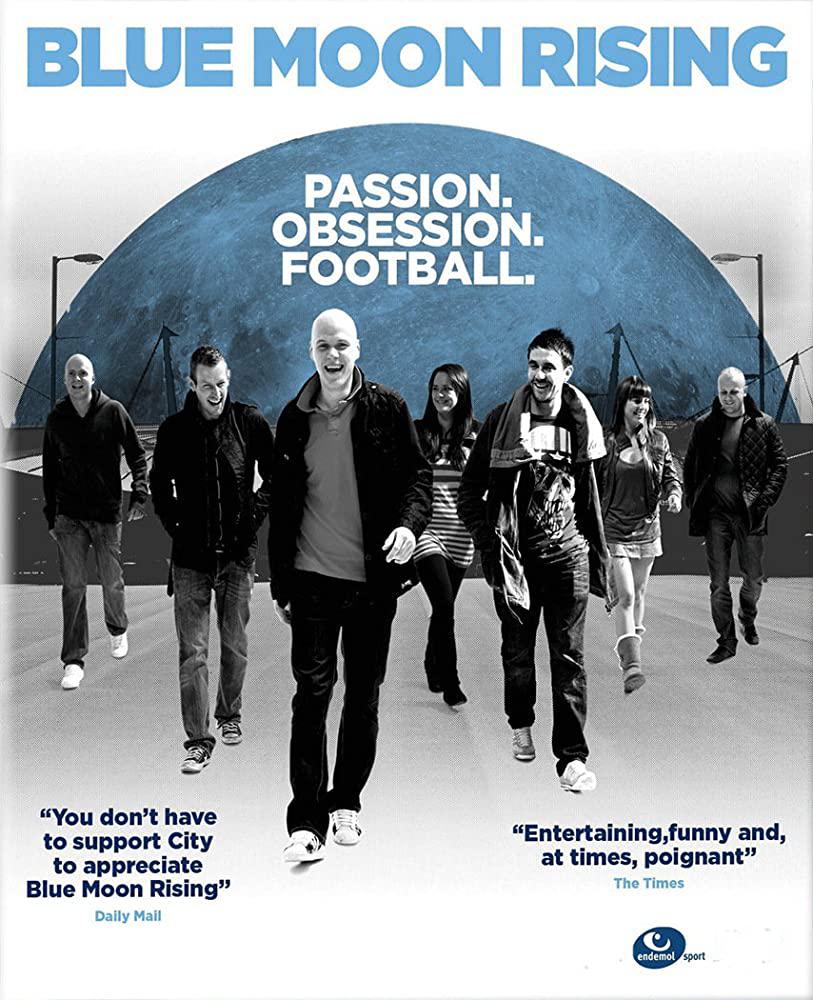 BLUE MOON RISING
PASSION.
OBSESSION.
FOOTBALL.
“You don’t have
to support City
to appreciate
Blue Moon Rising”
Daily Mail
“Entertaining,funny and,
at times, poignant”
The Times
endemol sport